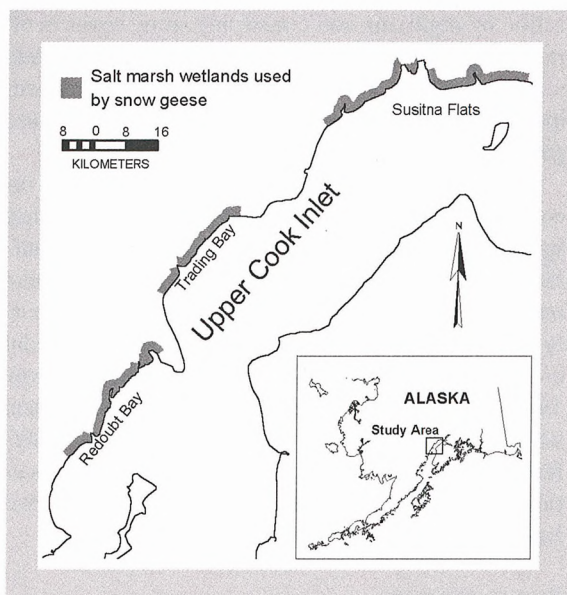 Salt marsh wetlands used
by snow geese
8 0 8 16
KILOMETERS
Susitna Flats
Trading Bay
Upper Cook Inlet
N
Redoubt Bay
ALASKA
Study Area